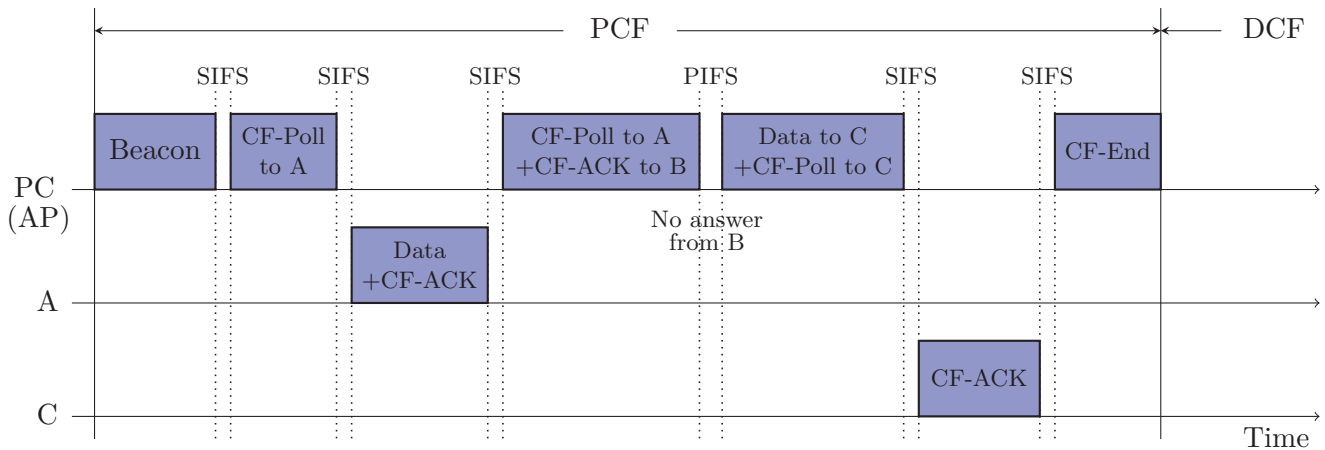 PCF
DCF
SIFS
SIFS
SIFS
PIFS
SIFS
SIFS
Beacon
CF-Poll
to A
CF-Poll to A
+CF-ACK to B
Data to C
+CF-Poll to C
CF-End
PC
(AP)
No answer
from B
Data
+CF-ACK
A
CF-ACK
C
Time